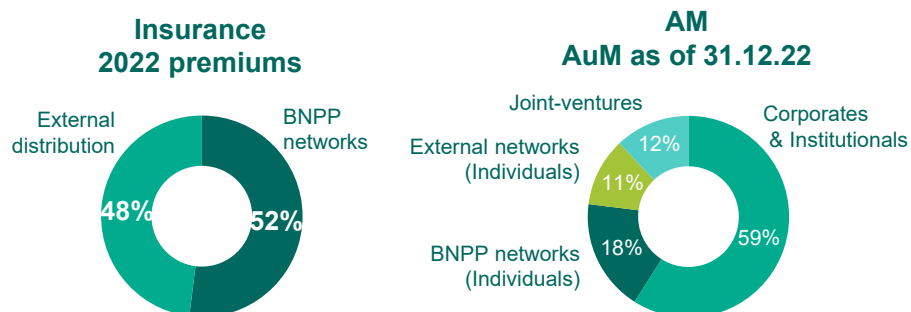 Insurance
2022 premiums
External
distribution
BNPP
networks
48%
52%
AM
AuM as of 31.12.22
Joint-ventures
Corporates
& Institutionals
External networks
(Individuals)
BNPP networks
(Individuals)
12%
11%
18%
59%